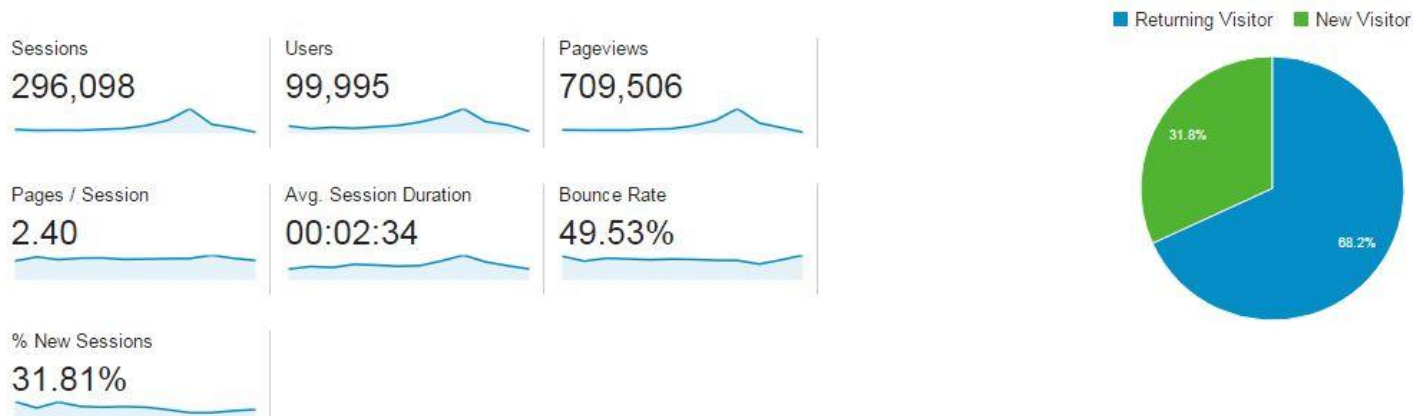 Returning Visitor New Visitor
Sessions
296,098
Users
99,995
Pageviews
709,506
Pages / Session
2.40
Avg. Session Duration
00:02:34
Bounce Rate
49.53%
% New Sessions
31.81%
31.8%
68.2%